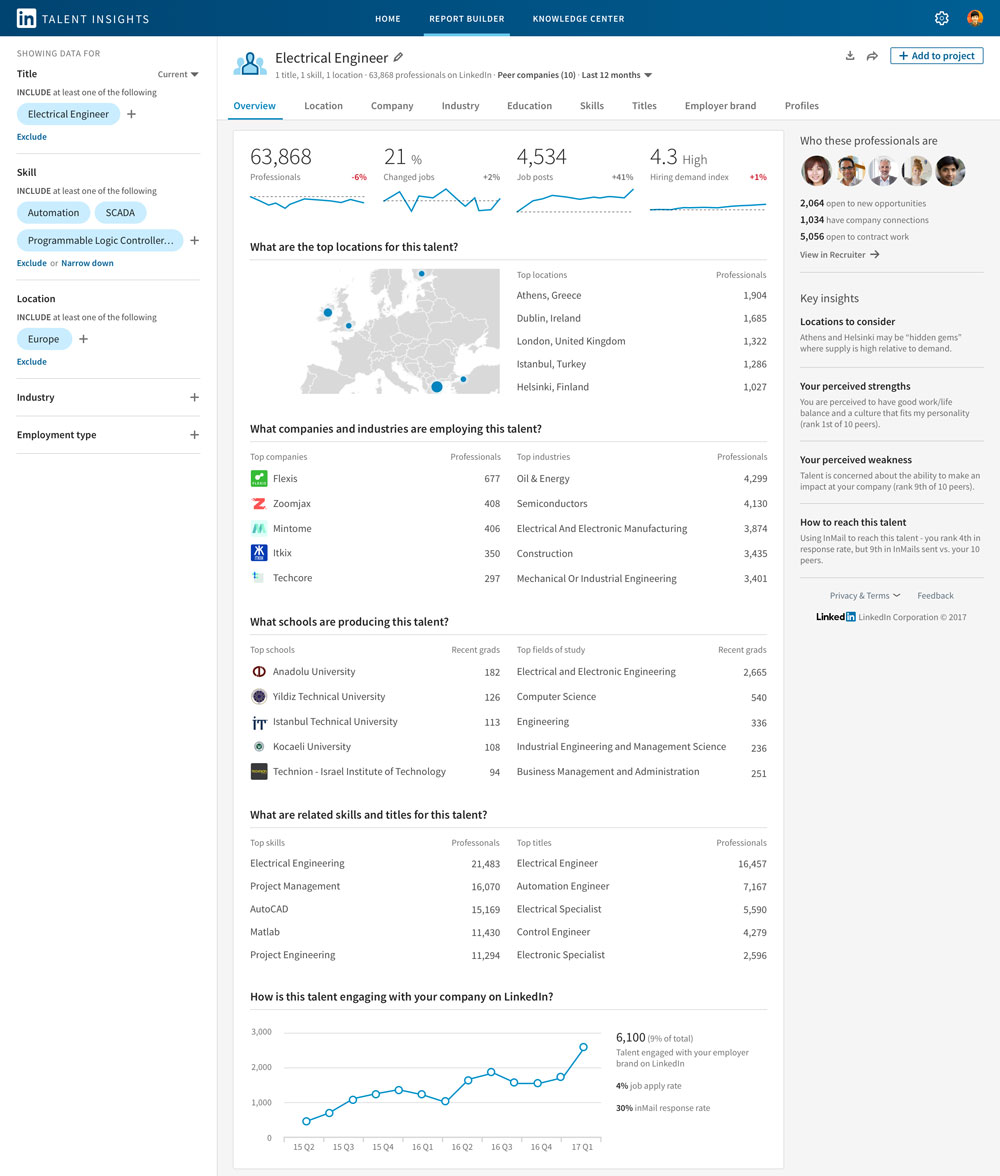 in TALENT INSIGHTS
HOME
REPORT BUILDER
KNOWLEDGE CENTER
SHOWING DATA FOR
Title
Current
INCLUDE at least one of the following
Electrical Engineer +
Exclude
Skill
INCLUDE at least one of the following
Automation SCADA
Programmable Logic Controller... +
Exclude or Narrow down
Location
INCLUDE at least one of the following
Europe +
Exclude
Industry +
Employment type +
Electrical Engineer
1 title, 1 skill, 1 location · 63,868 professionals on LinkedIn · Peer companies (10) · Last 12 months
+ Add to project
Overview Location Company Industry Education Skills Titles Employer brand Profiles
63,868
Professionals -6%
21 %
Changed jobs +2%
4,534
Job posts +41%
4.3 High
Hiring demand index +1%
What are the top locations for this talent?
Top locations Professionals
Athens, Greece 1,904
Dublin, Ireland 1,685
London, United Kingdom 1,322
Istanbul, Turkey 1,286
Helsinki, Finland 1,027
What companies and industries are employing this talent?
Top companies Professionals
Flexis 677
Zoomjax 408
Mintome 406
Itkix 350
Techcore 297
Top industries Professionals
Oil & Energy 4,299
Semiconductors 4,130
Electrical And Electronic Manufacturing 3,874
Construction 3,435
Mechanical Or Industrial Engineering 3,401
What schools are producing this talent?
Top schools Recent grads
Anadolu University 182
Yildiz Technical University 126
Istanbul Technical University 113
Kocaeli University 108
Technion - Israel Institute of Technology 94
Top fields of study Recent grads
Electrical and Electronic Engineering 2,665
Computer Science 540
Engineering 336
Industrial Engineering and Management Science 236
Business Management and Administration 251
What are related skills and titles for this talent?
Top skills Professionals
Electrical Engineering 21,483
Project Management 16,070
AutoCAD 15,169
Matlab 11,430
Project Engineering 11,294
Top titles Professionals
Electrical Engineer 16,457
Automation Engineer 7,167
Electrical Specialist 5,590
Control Engineer 4,279
Electronic Specialist 2,596
How is this talent engaging with your company on LinkedIn?
3,000
2,000
1,000
0
15 Q2 15 Q3 15 Q4 16 Q1 16 Q2 16 Q3 16 Q4 17 Q1
6,100 (9% of total)
Talent engaged with your employer
brand on LinkedIn
4% job apply rate
30% inMail response rate
Who these professionals are
2,064 open to new opportunities
1,034 have company connections
5,056 open to contract work
View in Recruiter
Key insights
Locations to consider
Athens and Helsinki may be “hidden gems”
where supply is high relative to demand.
Your perceived strengths
You are perceived to have good work/life
balance and a culture that fits my personality
(rank 1st of 10 peers).
Your perceived weakness
Talent is concerned about the ability to make an
impact at your company (rank 9th of 10 peers).
How to reach this talent
Using InMail to reach this talent - you rank 4th in
response rate, but 9th in InMails sent vs. your 10
peers.
Privacy & Terms Feedback
Linkedin LinkedIn Corporation © 2017